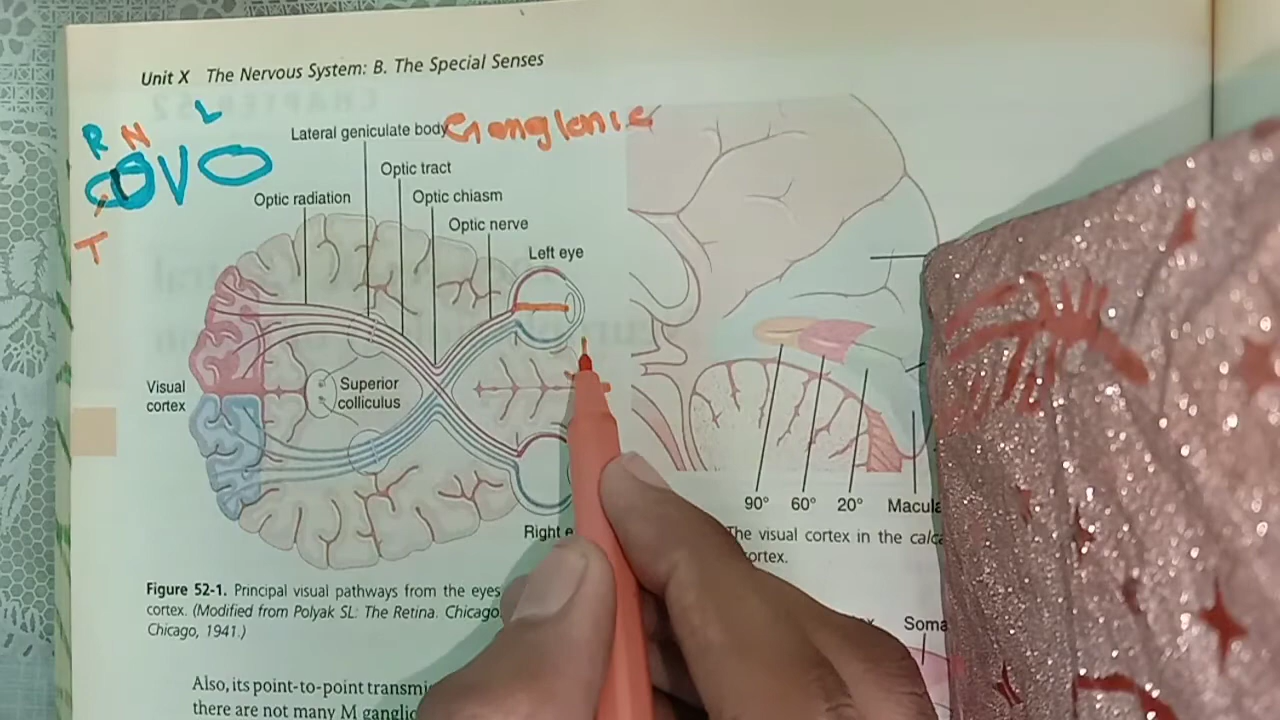 Unit X The Nervous System: B. The Special Senses
R N L
T
Lateral geniculate body
Optic tract
Optic radiation
Optic chiasm
Optic nerve
Left eye
Visual
cortex
Superior
colliculus
Right e
90° 60° 20° Macula
The visual cortex in the calca
cortex.
Figure 52-1. Principal visual pathways from the eyes
cortex. (Modified from Polyak SL: The Retina. Chicago
Chicago, 1941.)
Soma
Also, its point-to-point transmi
there are not many M ganglio